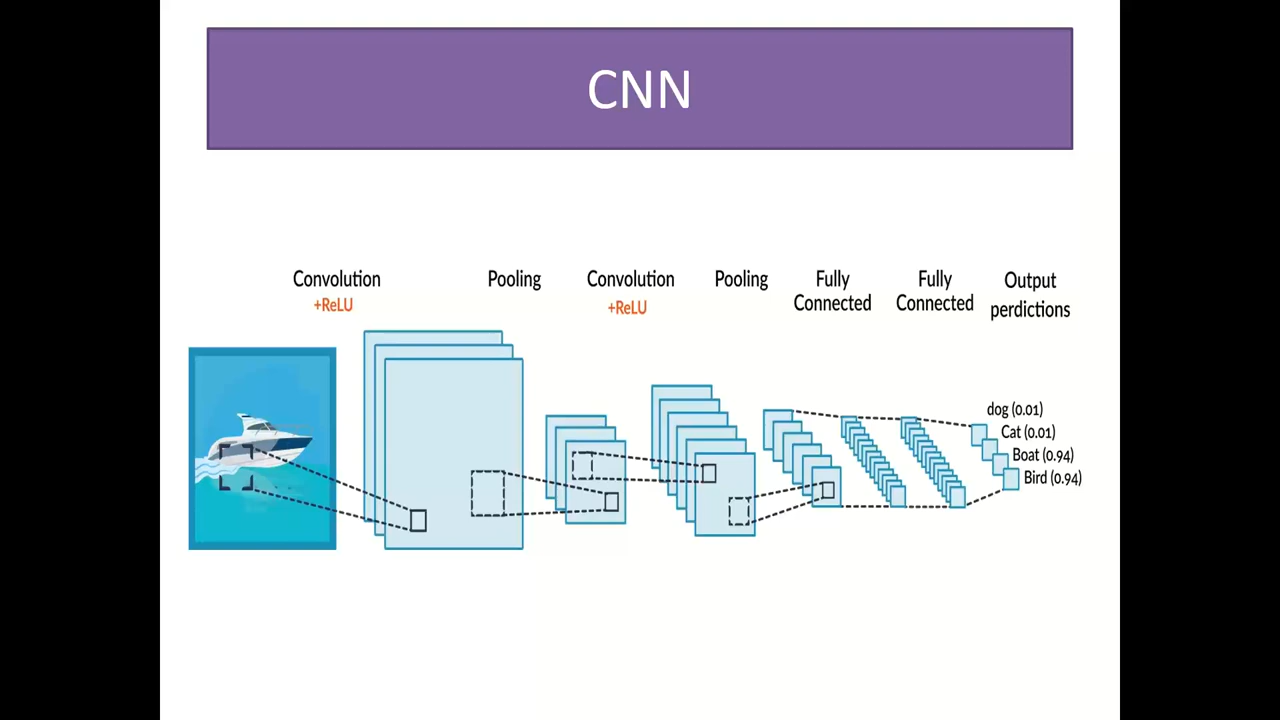 CNN
Convolution
+ReLU
Pooling
Convolution
+ReLU
Pooling
Fully
Connected
Fully
Connected
Output
perdictions
dog (0.01)
Cat (0.01)
Boat (0.94)
Bird (0.94)